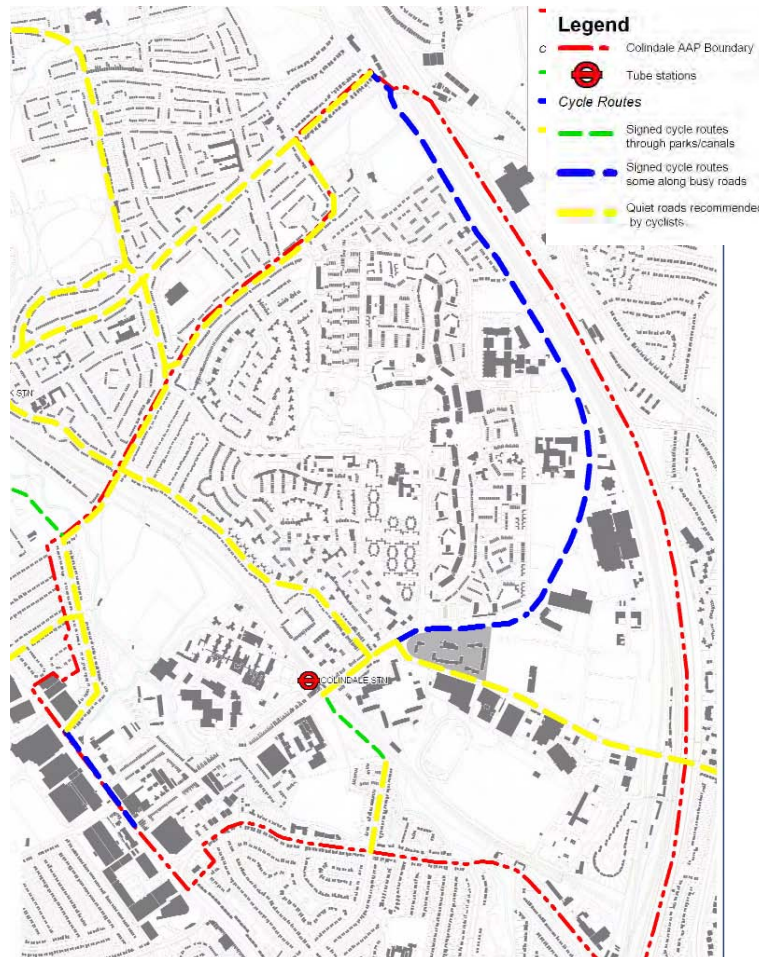 Legend
Colindale AAP Boundary
Tube stations
Cycle Routes
Signed cycle routes
through parks/canals
Signed cycle routes
some along busy roads
Quiet roads recommended
by cyclists
STN
COLINDALE STN